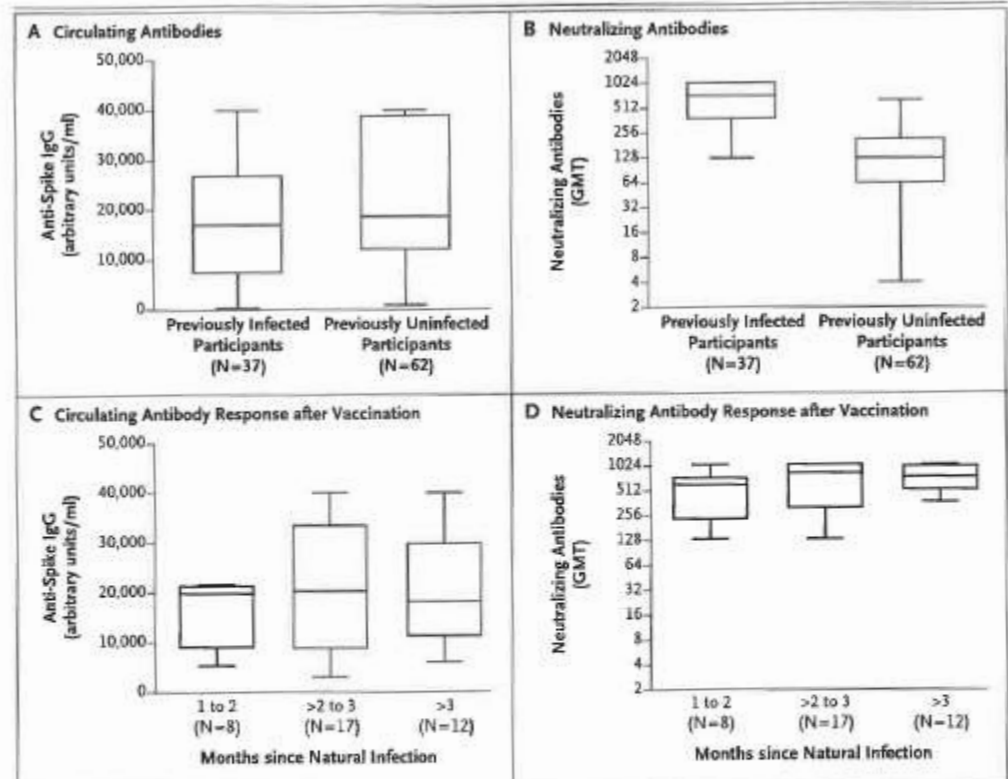 A Circulating Antibodies
50,000
40,000
30,000
20,000
10,000
0
Anti-Spike IgG
(arbitrary units/ml)
Previously Infected
Participants
(N=37)
Previously Uninfected
Participants
(N=62)
B Neutralizing Antibodies
2048
1024
512
256
128
64
32
16
8
4
2
Neutralizing Antibodies
(GMT)
Previously Infected
Participants
(N=37)
Previously Uninfected
Participants
(N=62)
C Circulating Antibody Response after Vaccination
50,000
40,000
30,000
20,000
10,000
0
Anti-Spike IgG
(arbitrary units/ml)
1 to 2
(N=8)
>2 to 3
(N=17)
>3
(N=12)
Months since Natural Infection
D Neutralizing Antibody Response after Vaccination
2048
1024
512
256
128
64
32
16
8
4
2
Neutralizing Antibodies
(GMT)
1 to 2
(N=8)
>2 to 3
(N=17)
>3
(N=12)
Months since Natural Infection